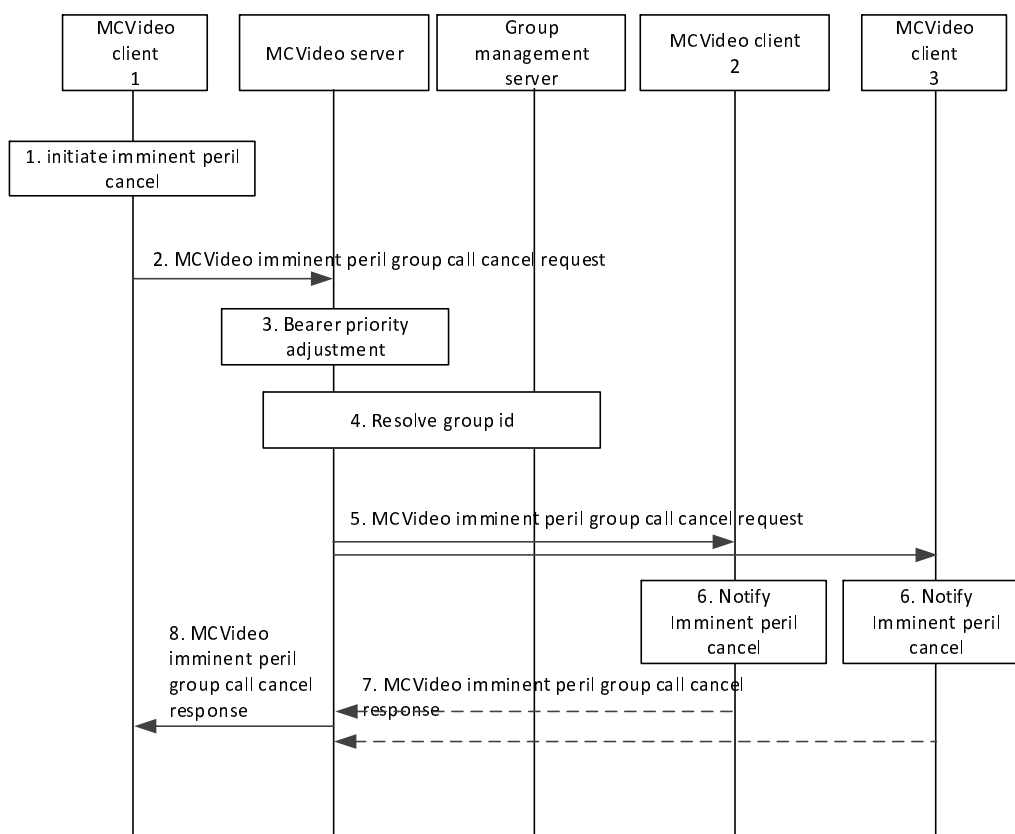 MCVideo
client
1
MCVideo server
Group
management
server
MCVideo client
2
MCVideo
client
3
1. initiate imminent peril
cancel
2. MCVideo imminent peril group call cancel request
3. Bearer priority
adjustment
4. Resolve group id
5. MCVideo imminent peril group call cancel request
6. Notify
Imminent peril
cancel
6. Notify
Imminent peril
cancel
8. MCVideo
imminent peril
group call cancel
response
7. MCVideo imminent peril group call cancel
response